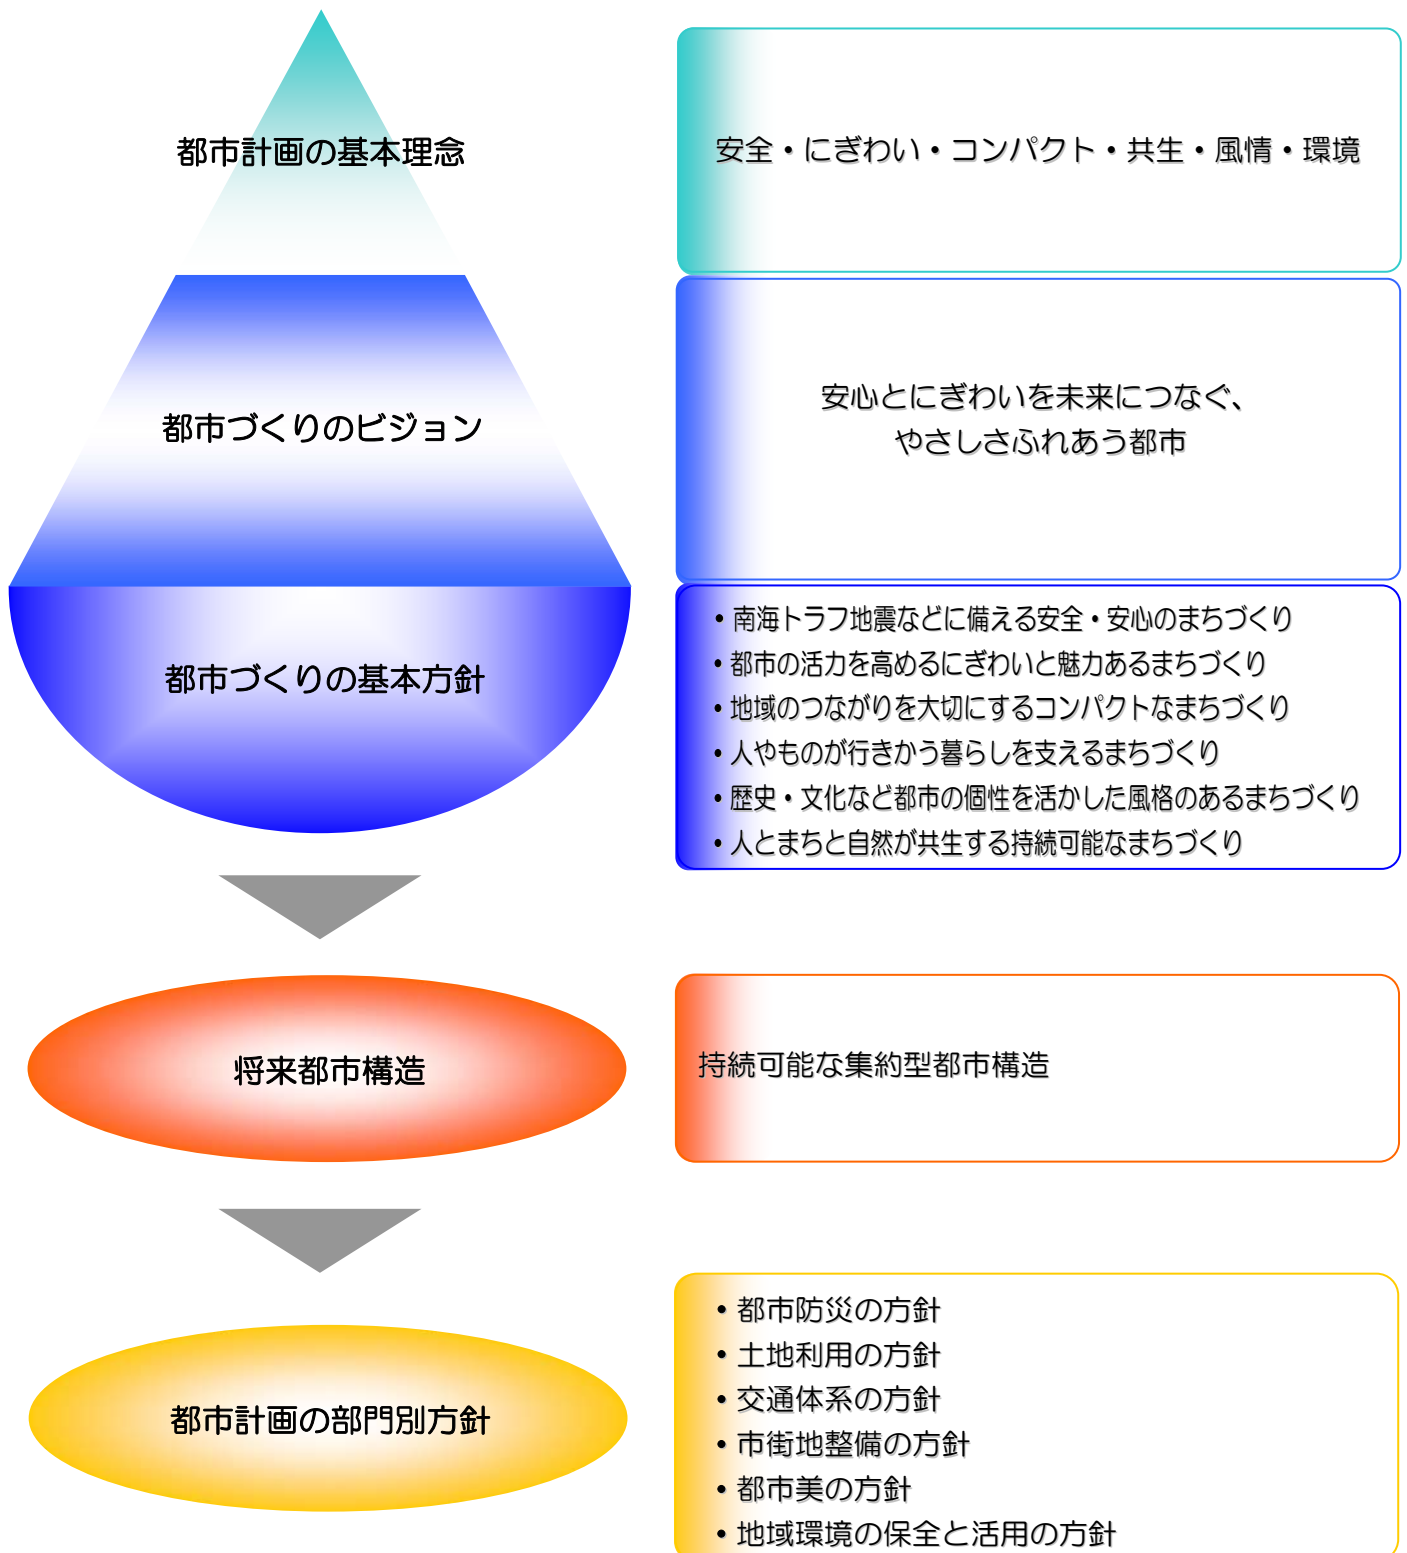 都市計画の基本理念
安全・にぎわい・コンパクト・共生・風情・環境
都市づくりのビジョン
安心とにぎわいを未来につなぐ、
やさしさふれあう都市
都市づくりの基本方針
・南海トラフ地震などに備える安全・安心のまちづくり
・都市の活力を高めるにぎわいと魅力あるまちづくり
・地域のつながりを大切にするコンパクトなまちづくり
・人やものが行きかう暮らしを支えるまちづくり
・歴史・文化など都市の個性を活かした風格のあるまちづくり
・人とまちと自然が共生する持続可能なまちづくり
将来都市構造
持続可能な集約型都市構造
都市計画の部門別方針
・都市防災の方針
・土地利用の方針
・交通体系の方針
・市街地整備の方針
・都市美の方針
・地域環境の保全と活用の方針